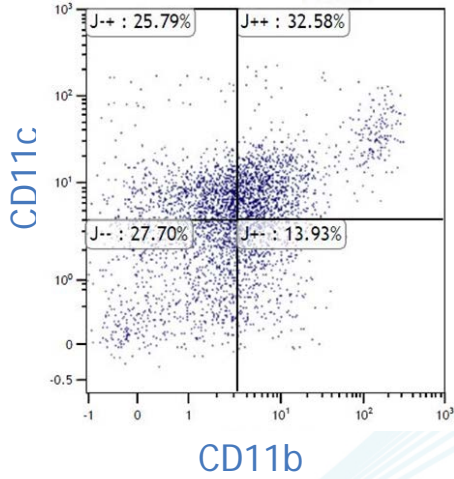 10³
J-+ : 25.79%
J++ : 32.58%
10²
CD11c
10¹
J-- : 27.70%
J+- : 13.93%
10⁰
0
-0.5
-1 0 1 10¹ 10² 10³
CD11b